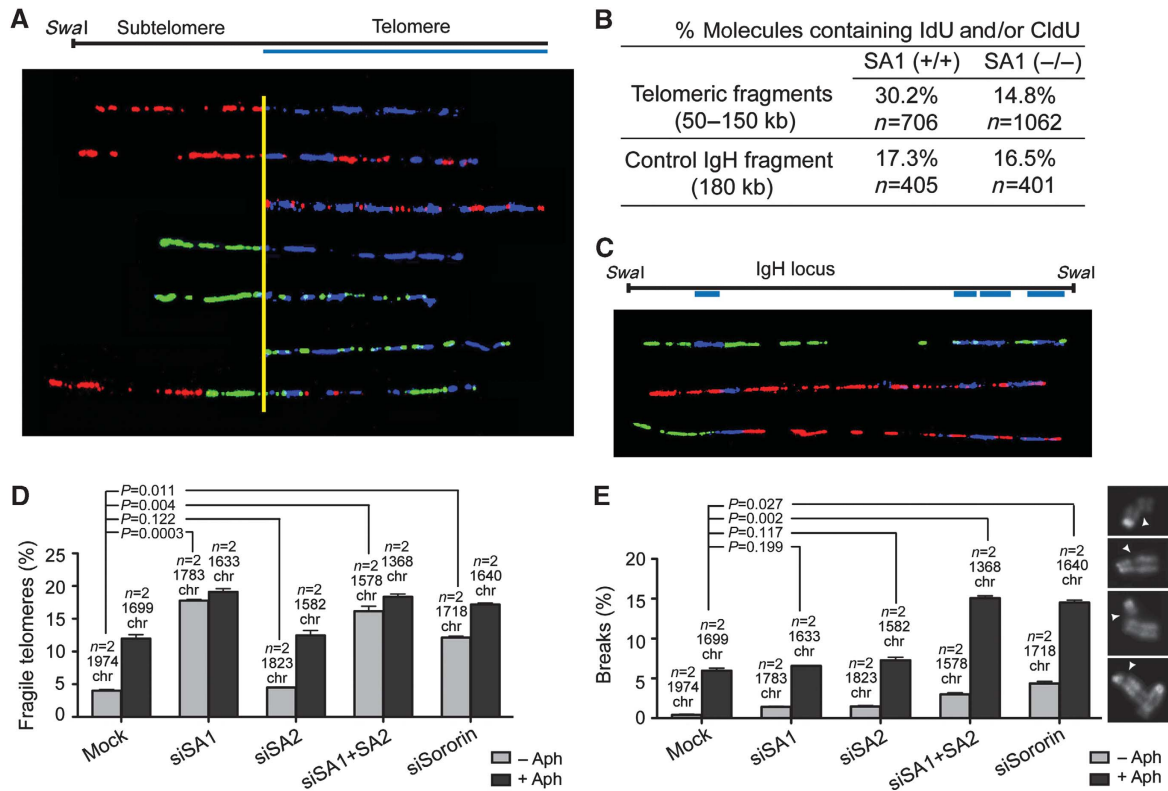 A
SwaI
Subtelomere
Telomere
B
% Molecules containing IdU and/or CldU
SA1 (+/+) SA1 (–/–)
Telomeric fragments 30.2% 14.8%
(50–150 kb) n=706 n=1062
Control IgH fragment 17.3% 16.5%
(180 kb) n=405 n=401
C
SwaI IgH locus SwaI
D
P=0.011
P=0.004
P=0.122
P=0.0003
Fragile telomeres (%)
25
20
15
10
5
0
n=2
1974
chr
n=2
1699
chr
n=2
1783
chr
n=2
1633
chr
n=2
1823
chr
n=2
1582
chr
n=2
1578
chr
n=2
1368
chr
n=2
1718
chr
n=2
1640
chr
Mock
siSA1
siSA2
siSA1+SA2
siSororin
– Aph
+ Aph
E
P=0.027
P=0.002
P=0.117
P=0.199
Breaks (%)
20
15
10
5
0
n=2
1974
chr
n=2
1699
chr
n=2
1783
chr
n=2
1633
chr
n=2
1823
chr
n=2
1582
chr
n=2
1578
chr
n=2
1368
chr
n=2
1718
chr
n=2
1640
chr
Mock
siSA1
siSA2
siSA1+SA2
siSororin
– Aph
+ Aph